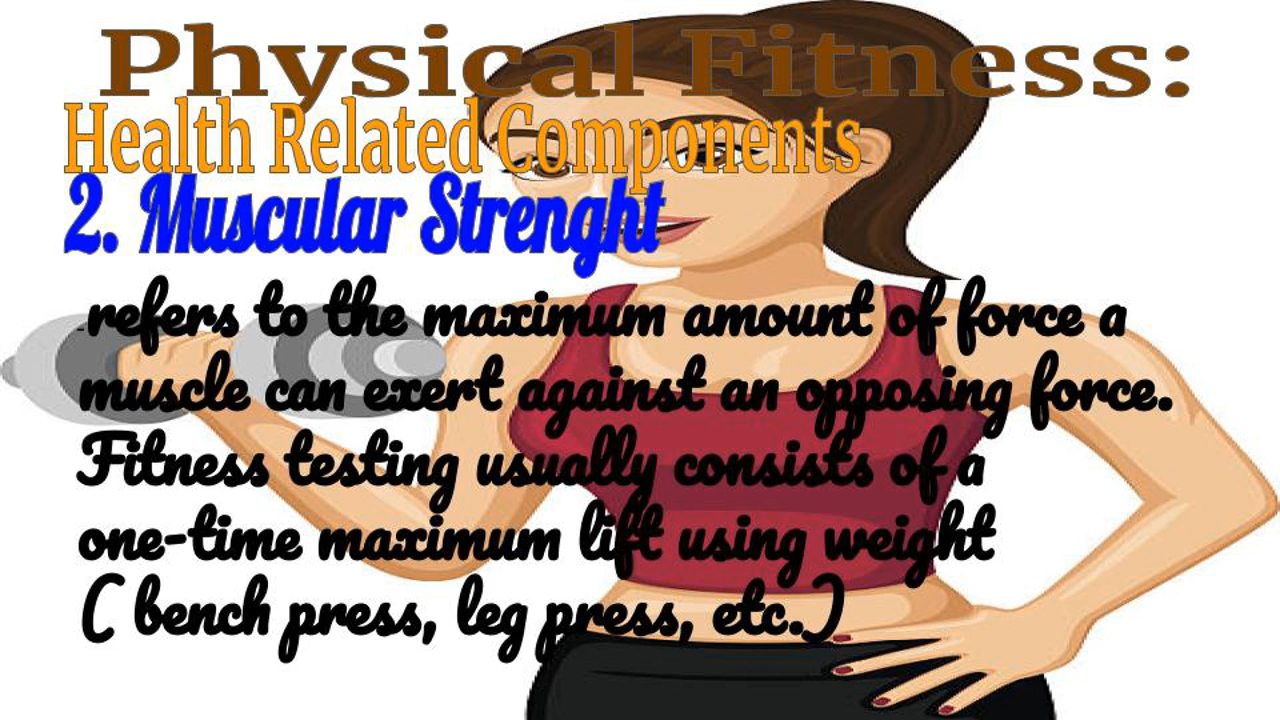 Physical Fitness:
Health Related Components
2. Muscular Strenght
-refers to the maximum amount of force a
muscle can exert against an opposing force.
Fitness testing usually consists of a
one-time maximum lift using weight
( bench press, leg press, etc.)